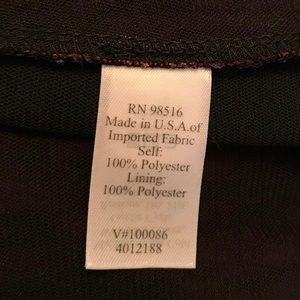 RN 98516
Made in U.S.A.of
Imported Fabric
Self:
100% Polyester
Lining:
100% Polyester
V#100086
4012188